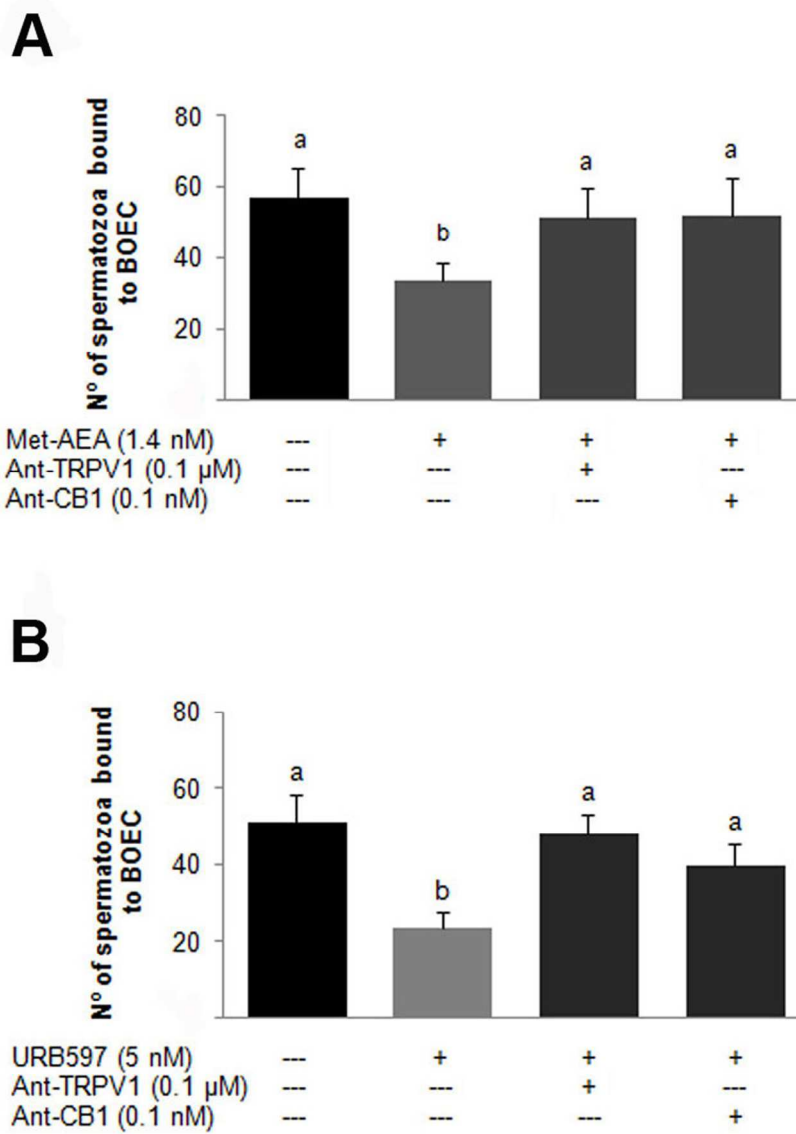 A
Nº of spermatozoa bound
to BOEC
80
60
40
20
a
b
a
a
Met-AEA (1.4 nM) --- + + +
Ant-TRPV1 (0.1 µM) --- --- + ---
Ant-CB1 (0.1 nM) --- --- --- +
B
Nº of spermatozoa bound
to BOEC
80
60
40
20
a
b
a
a
URB597 (5 nM) --- + + +
Ant-TRPV1 (0.1 µM) --- --- + ---
Ant-CB1 (0.1 nM) --- --- --- +